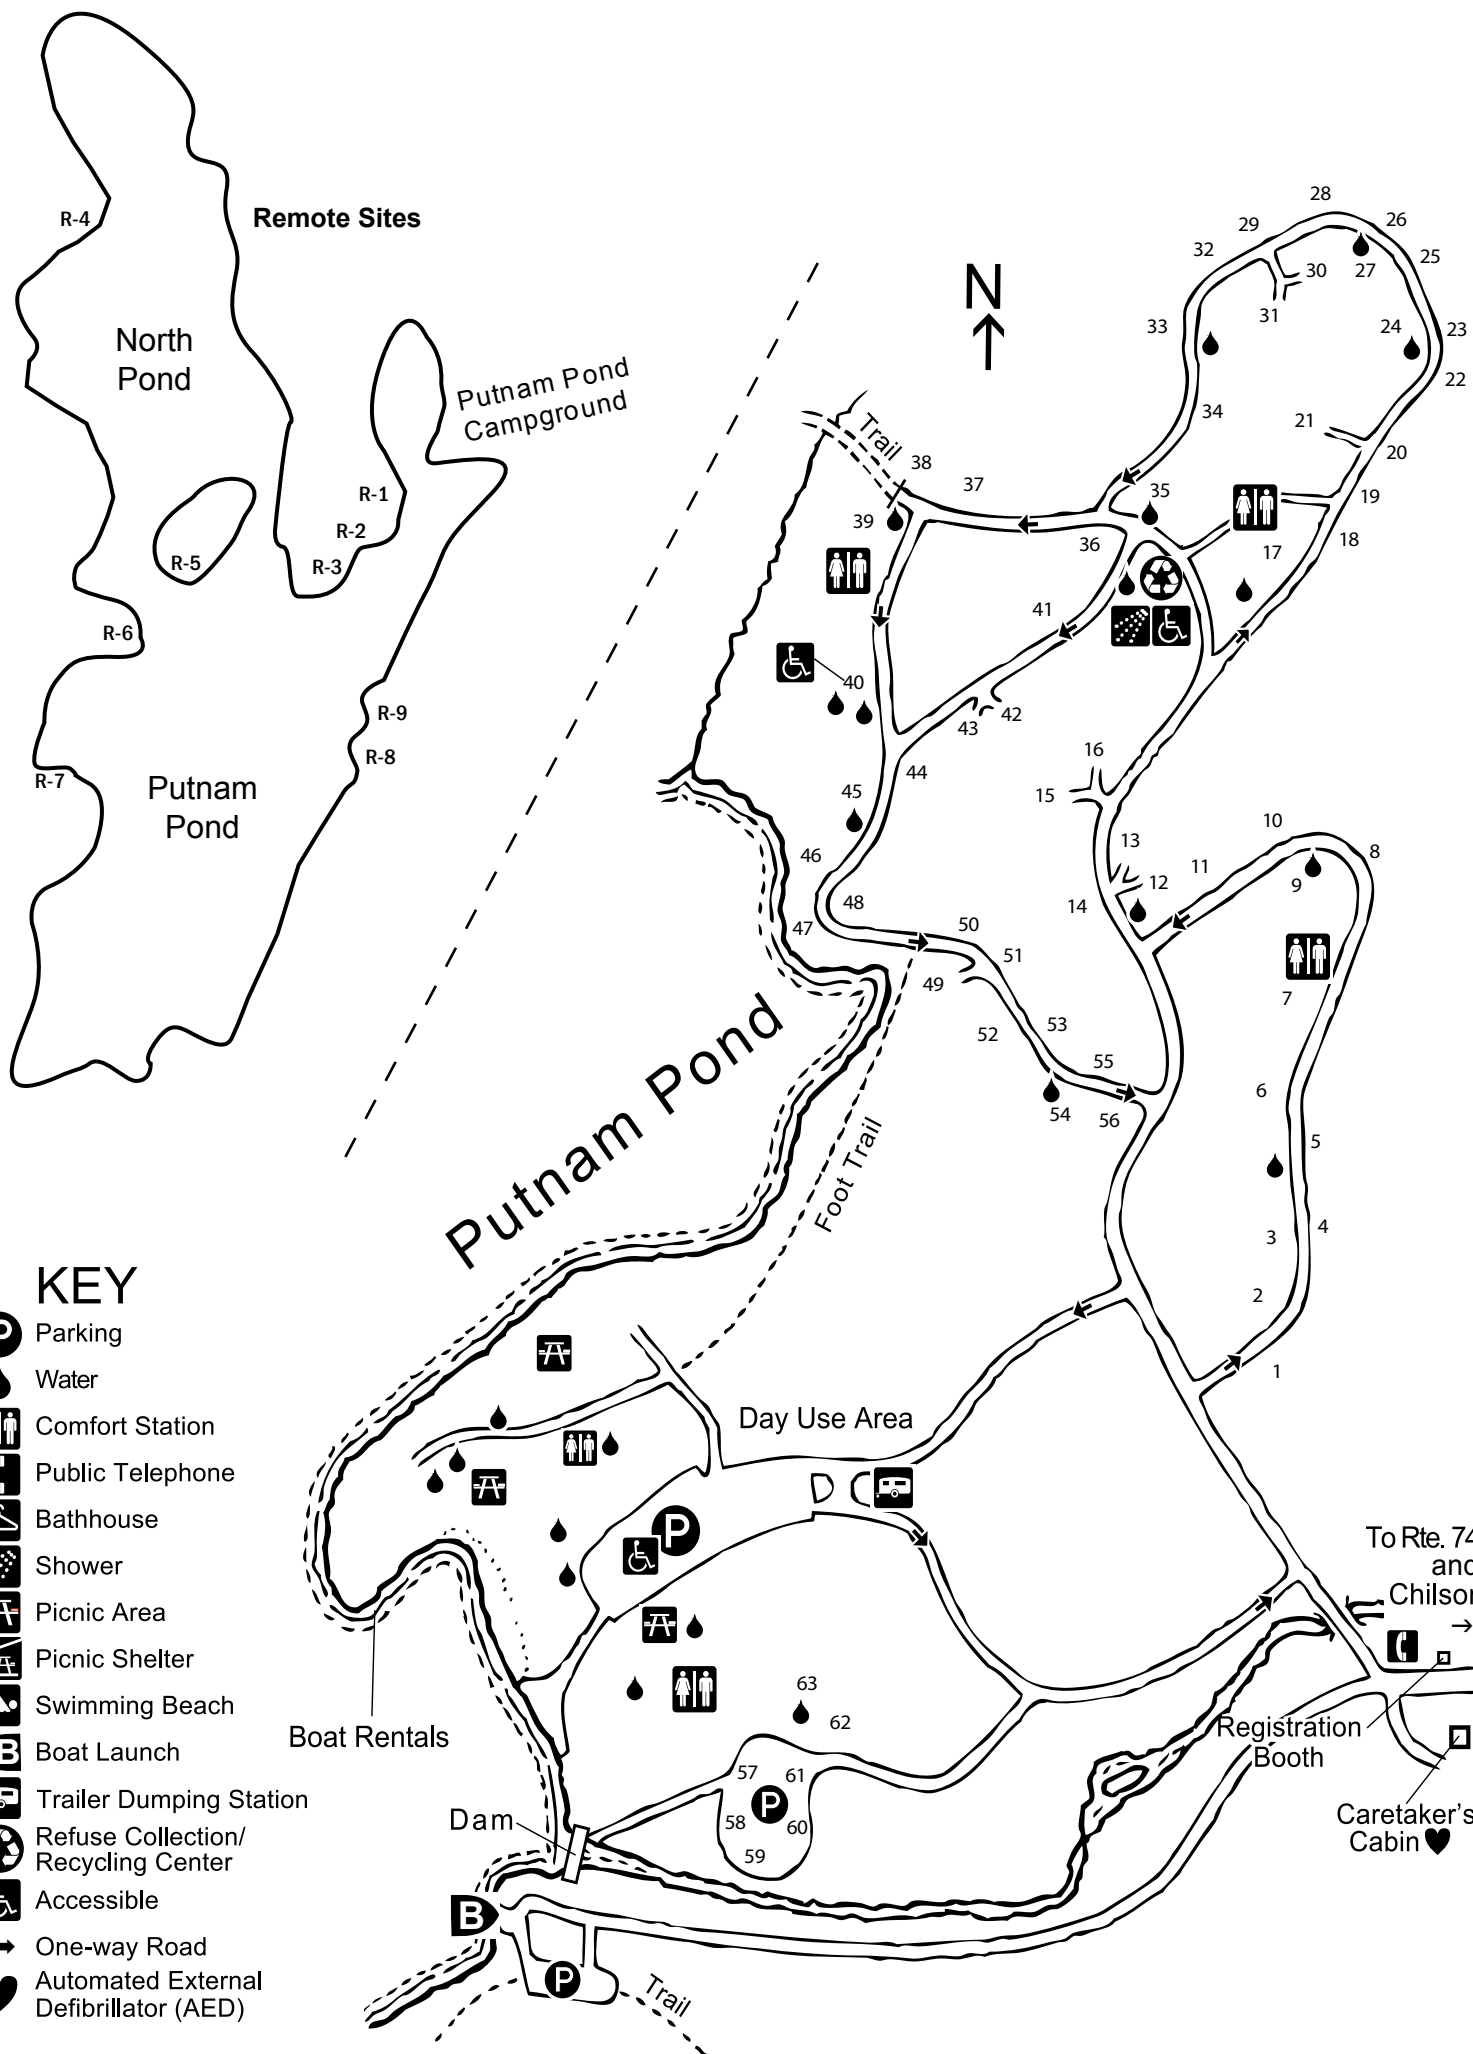 R-4
Remote Sites
North
Pond
Putnam Pond
Campground
R-1
R-2
R-3
R-5
R-6
R-9
R-8
R-7
Putnam
Pond
N
28
29
26
32
25
30
27
31
33
24
23
22
34
21
20
Trail
38
37
35
19
39
36
18
17
41
40
42
43
16
44
15
45
10
13
8
46
11
12
9
48
14
47
50
51
49
7
53
52
55
6
54
56
5
Putnam Pond
Foot Trail
4
3
2
1
Day Use Area
P
To Rte. 74
and
Chilson
→
63
62
Registration
Booth
Boat Rentals
57
61
P
58
60
59
Dam
Caretaker's
Cabin
B
P
Trail
KEY
P Parking
Water
Comfort Station
Public Telephone
Bathhouse
Shower
Picnic Area
Picnic Shelter
Swimming Beach
B Boat Launch
Trailer Dumping Station
Refuse Collection/
Recycling Center
Accessible
One-way Road
Automated External
Defibrillator (AED)